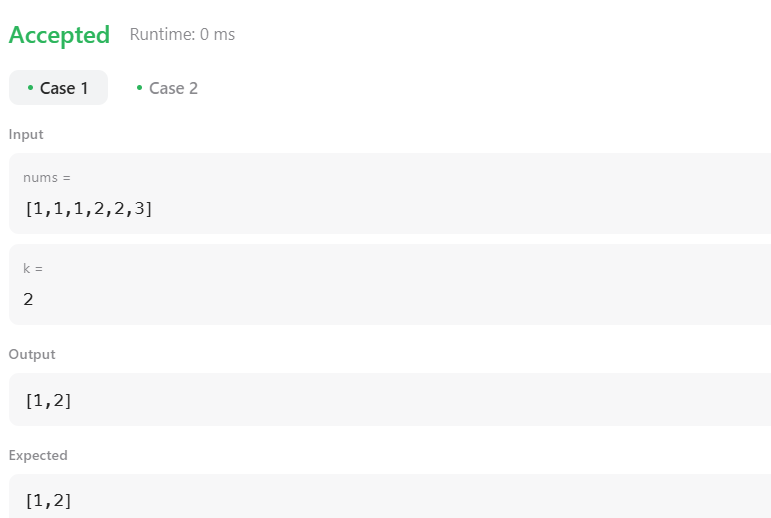 Accepted Runtime: 0 ms
• Case 1 • Case 2
Input
nums =
[1,1,1,2,2,3]
k =
2
Output
[1,2]
Expected
[1,2]